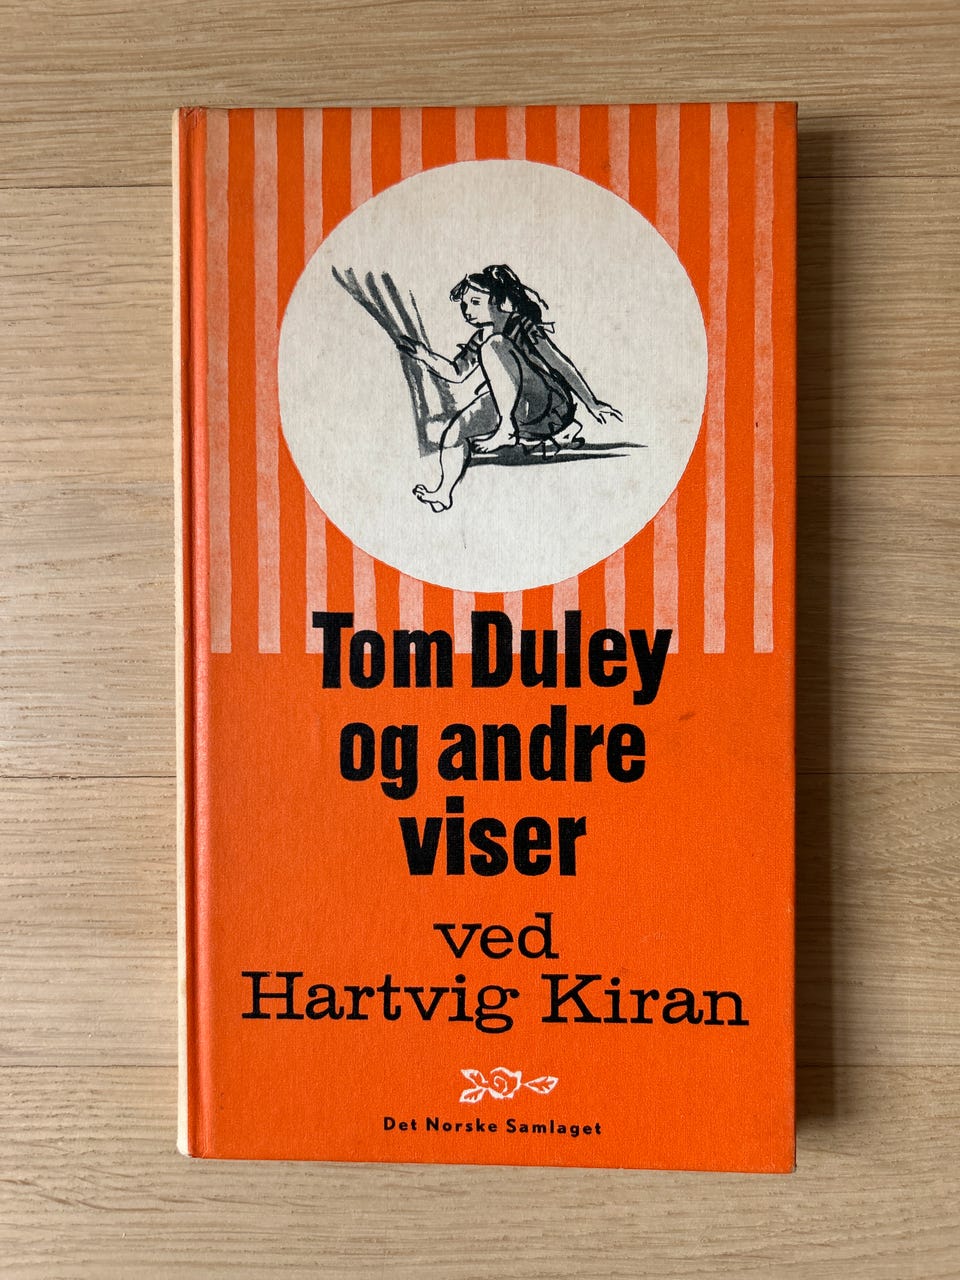 Tom Duley
og andre
viser
ved
Hartvig Kiran
Det Norske Samlaget